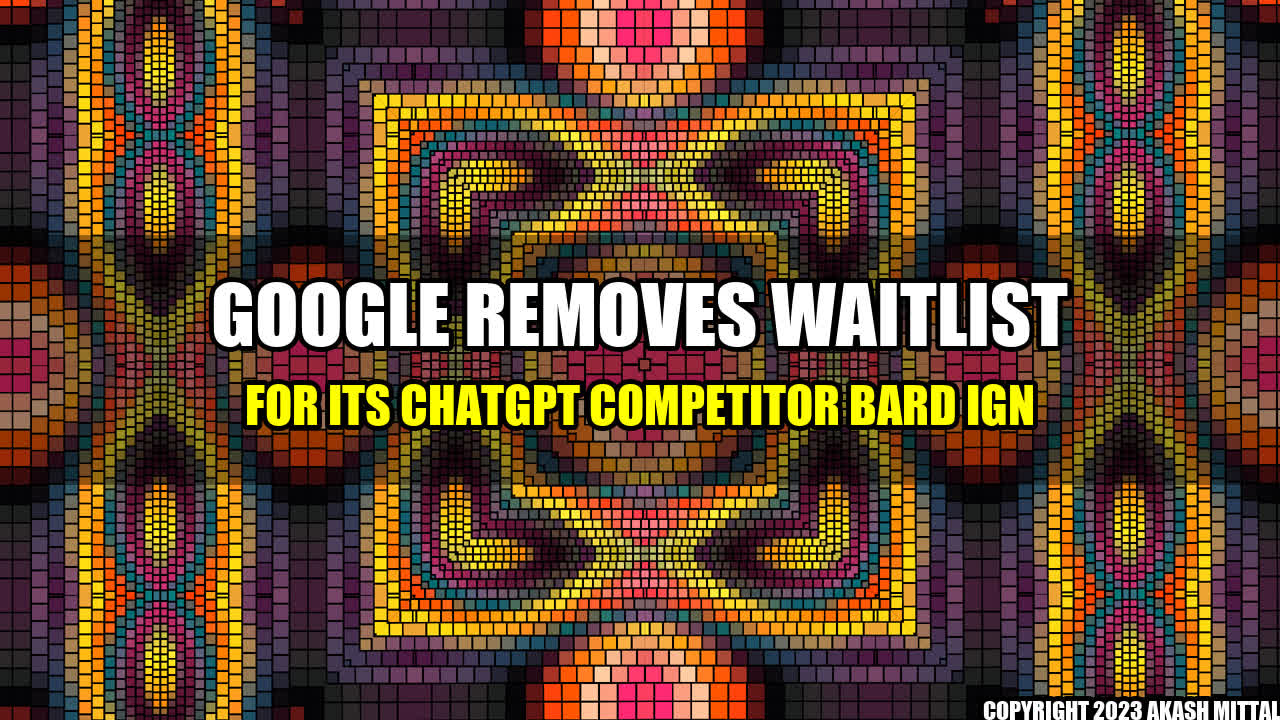 GOOGLE REMOVES WAITLIST
FOR ITS CHATGPT COMPETITOR BARD IGN
COPYRIGHT 2023 AKASH MITTAL